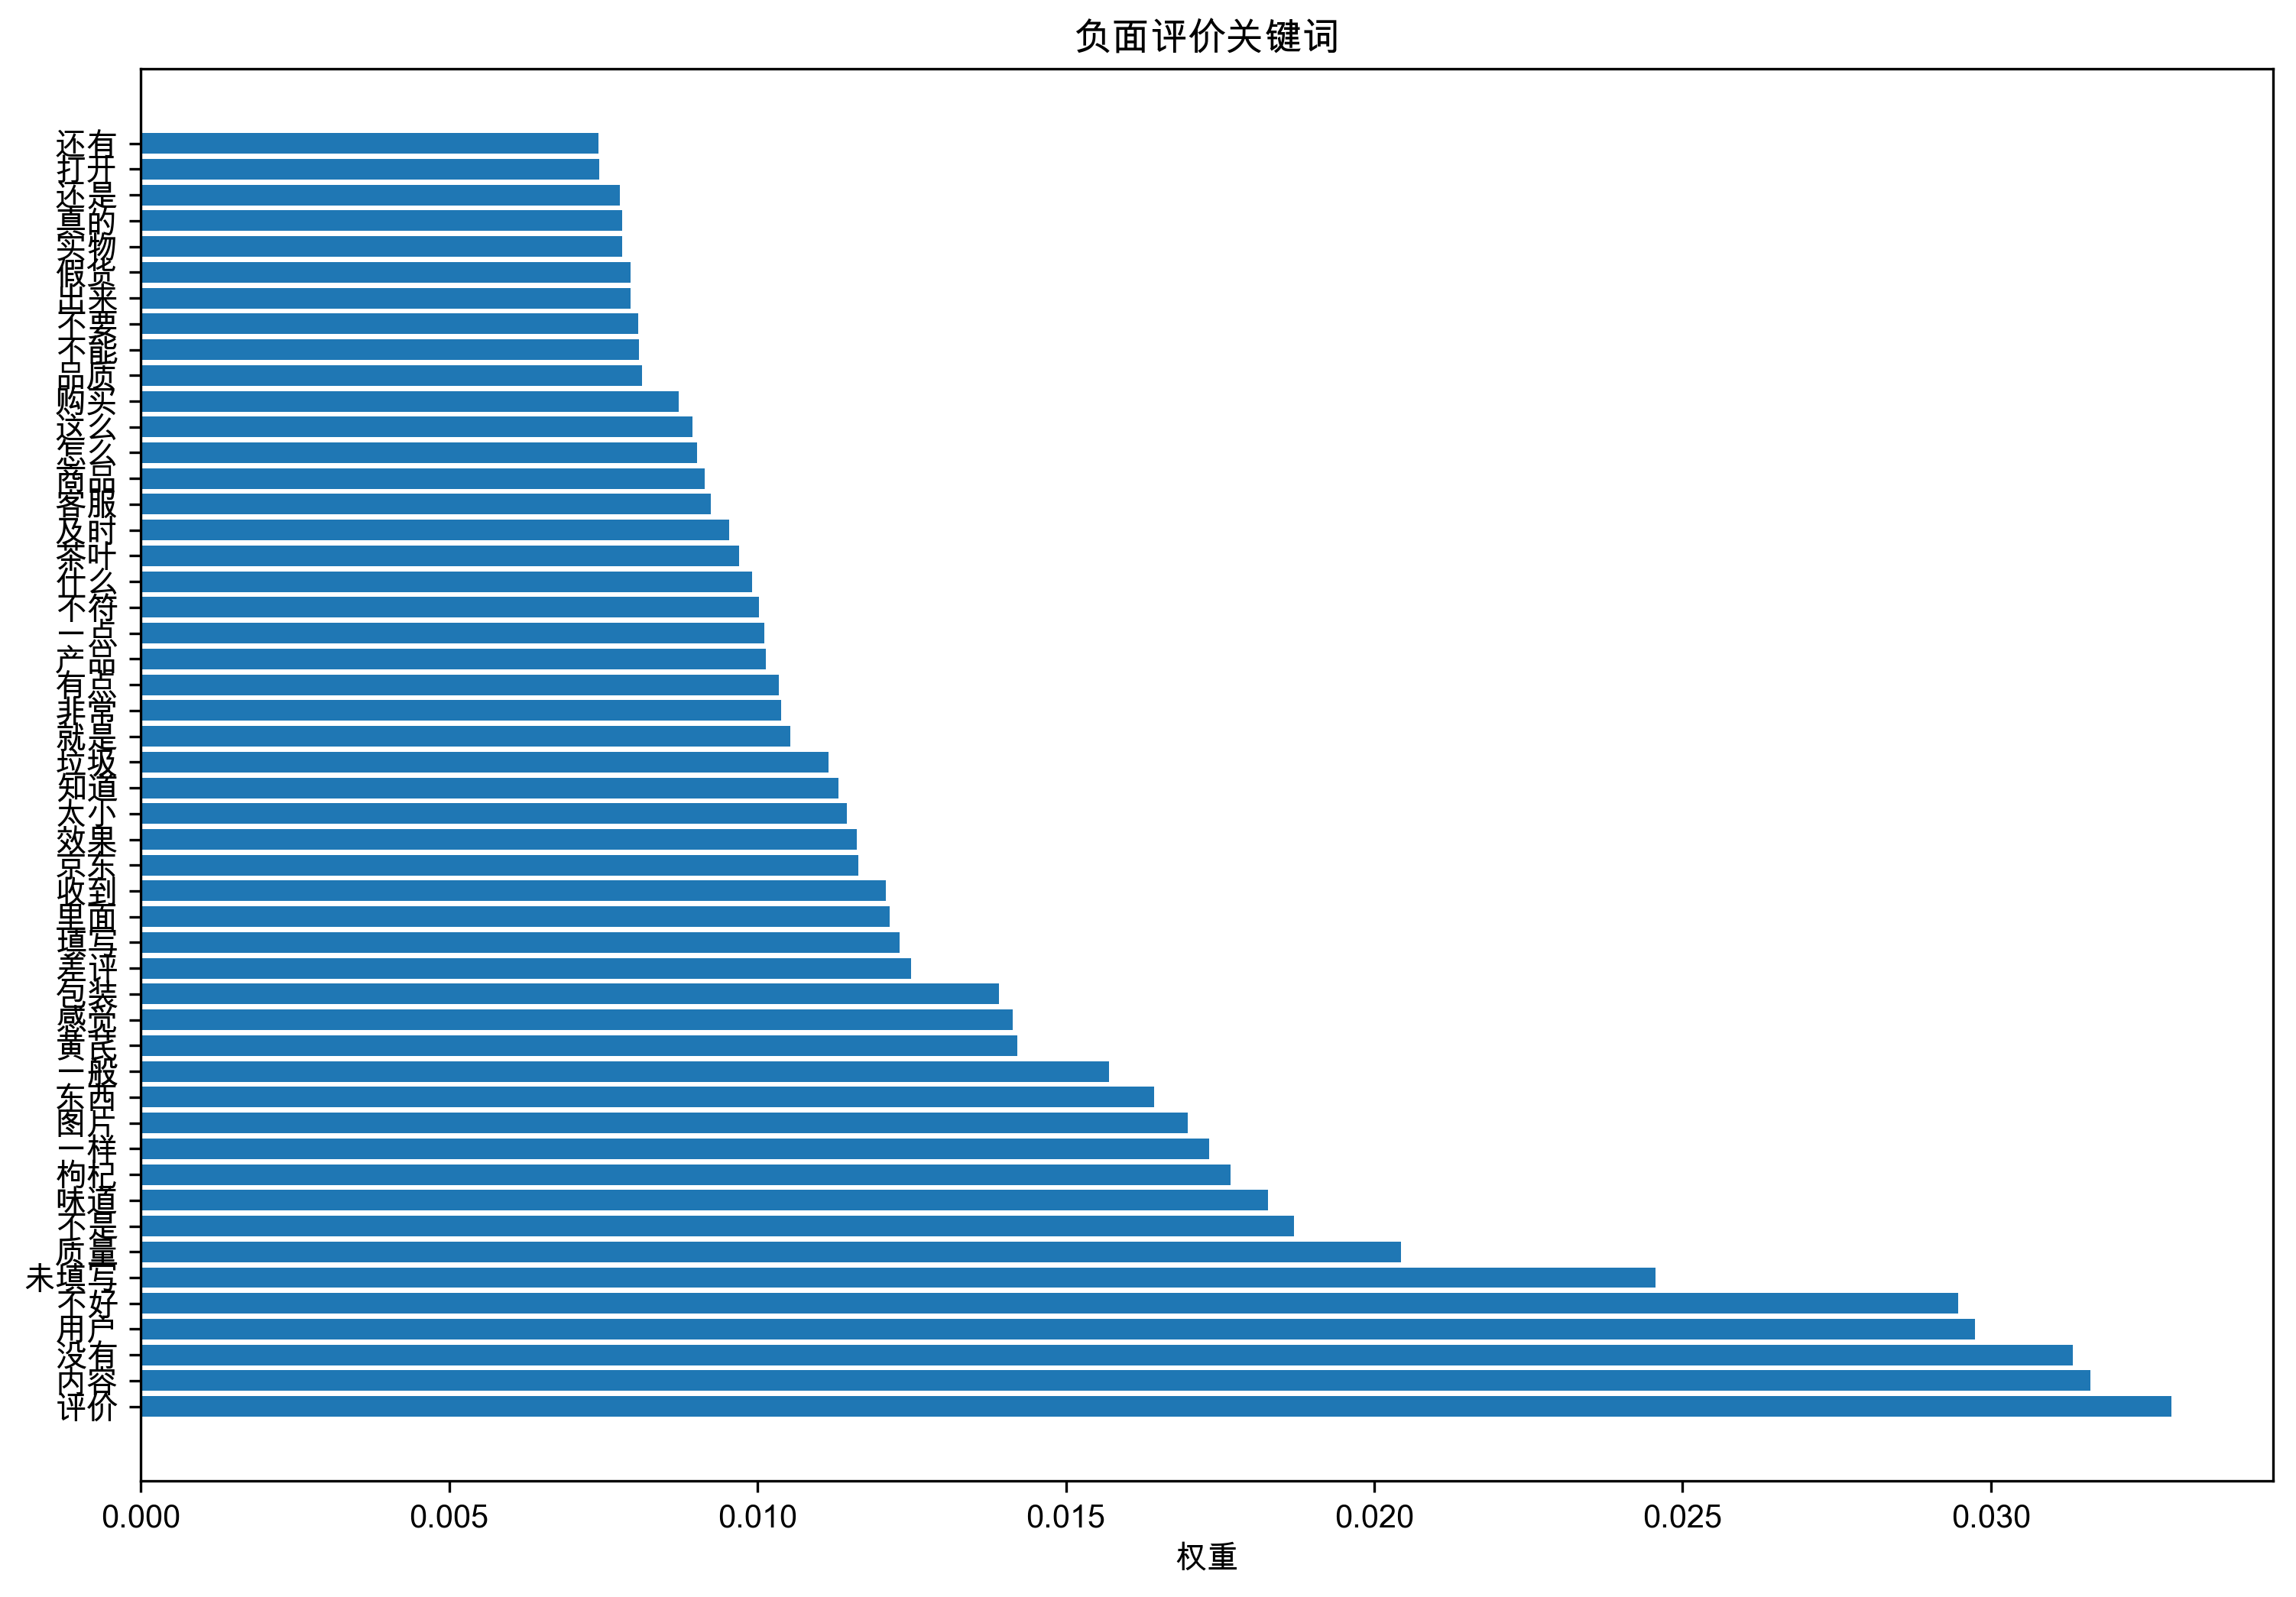 负面评价关键词
还有
打开
还是
真的
实物
假货
出来
不要
不能
品质
购买
这么
怎么
商品
客服
及时
茶叶
什么
不符
一点
产品
有点
非常
就是
垃圾
知道
太小
效果
京东
收到
里面
填写
差评
包装
感觉
黄芪
一般
东西
图片
一样
枸杞
味道
不是
质量
未填写
不好
用户
没有
内容
评价
0.000 0.005 0.010 0.015 0.020 0.025 0.030
权重